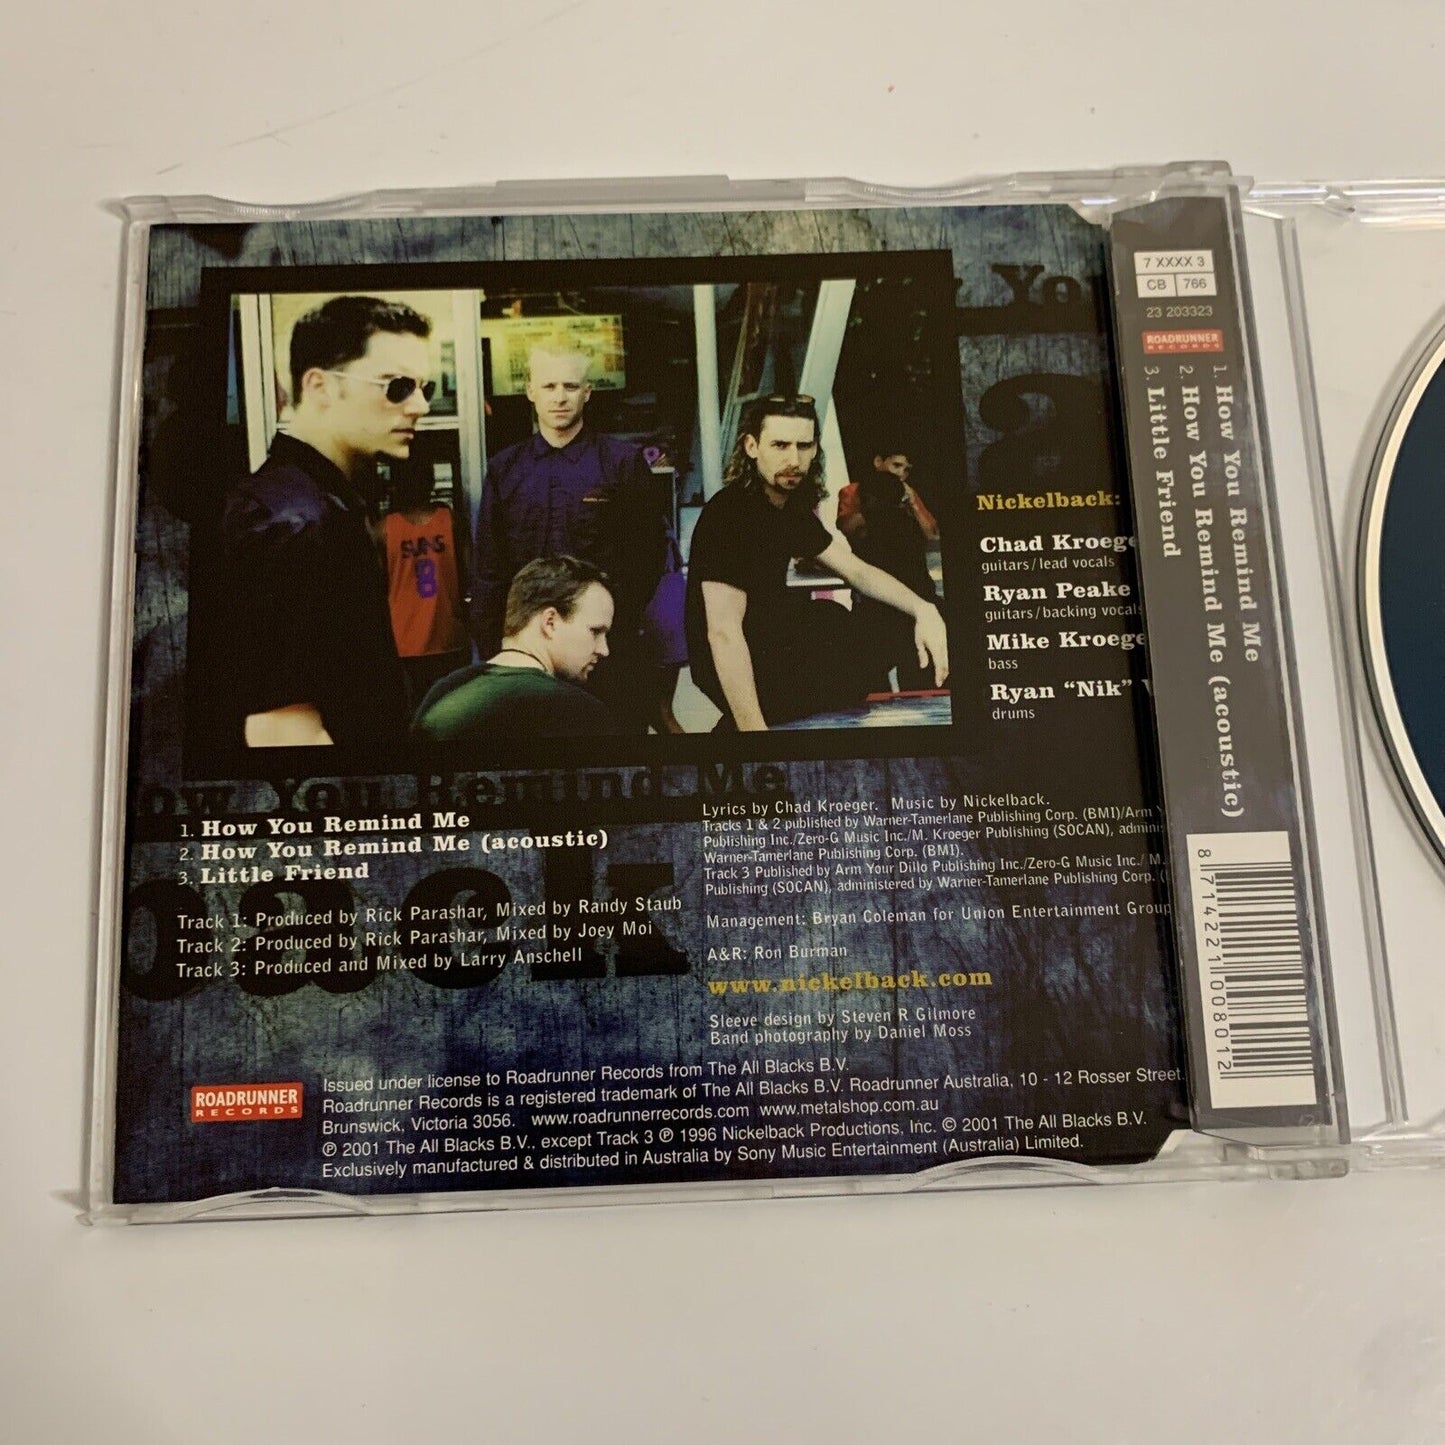 SUNS
8
Nickelback:
Chad Kroege
guitars/lead vocals
Ryan Peake
guitars/backing vocals
Mike Kroege
bass
Ryan “Nik” V
drums
ow You Remind Me
back
1. How You Remind Me
2. How You Remind Me (acoustic)
3. Little Friend
Track 1: Produced by Rick Parashar, Mixed by Randy Staub
Track 2: Produced by Rick Parashar, Mixed by Joey Moi
Track 3: Produced and Mixed by Larry Anschell
Lyrics by Chad Kroeger. Music by Nickelback.
Tracks 1 & 2 published by Warner-Tamerlane Publishing Corp. (BMI)/Arm
Publishing Inc./Zero-G Music Inc./M. Kroeger Publishing (SOCAN), admini
Warner-Tamerlane Publishing Corp. (BMI).
Track 3 Published by Arm Your Dillo Publishing Inc./Zero-G Music Inc./ M.
Publishing (SOCAN), administered by Warner-Tamerlane Publishing Corp. (
Management: Bryan Coleman for Union Entertainment Group
A&R: Ron Burman
www.nickelback.com
Sleeve design by Steven R Gilmore
Band photography by Daniel Moss
ROADRUNNER
RECORDS
Issued under license to Roadrunner Records from The All Blacks B.V.
Roadrunner Records is a registered trademark of The All Blacks B.V. Roadrunner Australia, 10 - 12 Rosser Street.
Brunswick, Victoria 3056. www.roadrunnerrecords.com www.metalshop.com.au
℗ 2001 The All Blacks B.V., except Track 3 ℗ 1996 Nickelback Productions, Inc. © 2001 The All Blacks B.V.
Exclusively manufactured & distributed in Australia by Sony Music Entertainment (Australia) Limited.
7 XXXX 3
CB 766
23 203323
ROADRUNNER
RECORDS
1. How You Remind Me
2. How You Remind Me (acoustic)
3. Little Friend
8 714221 008012